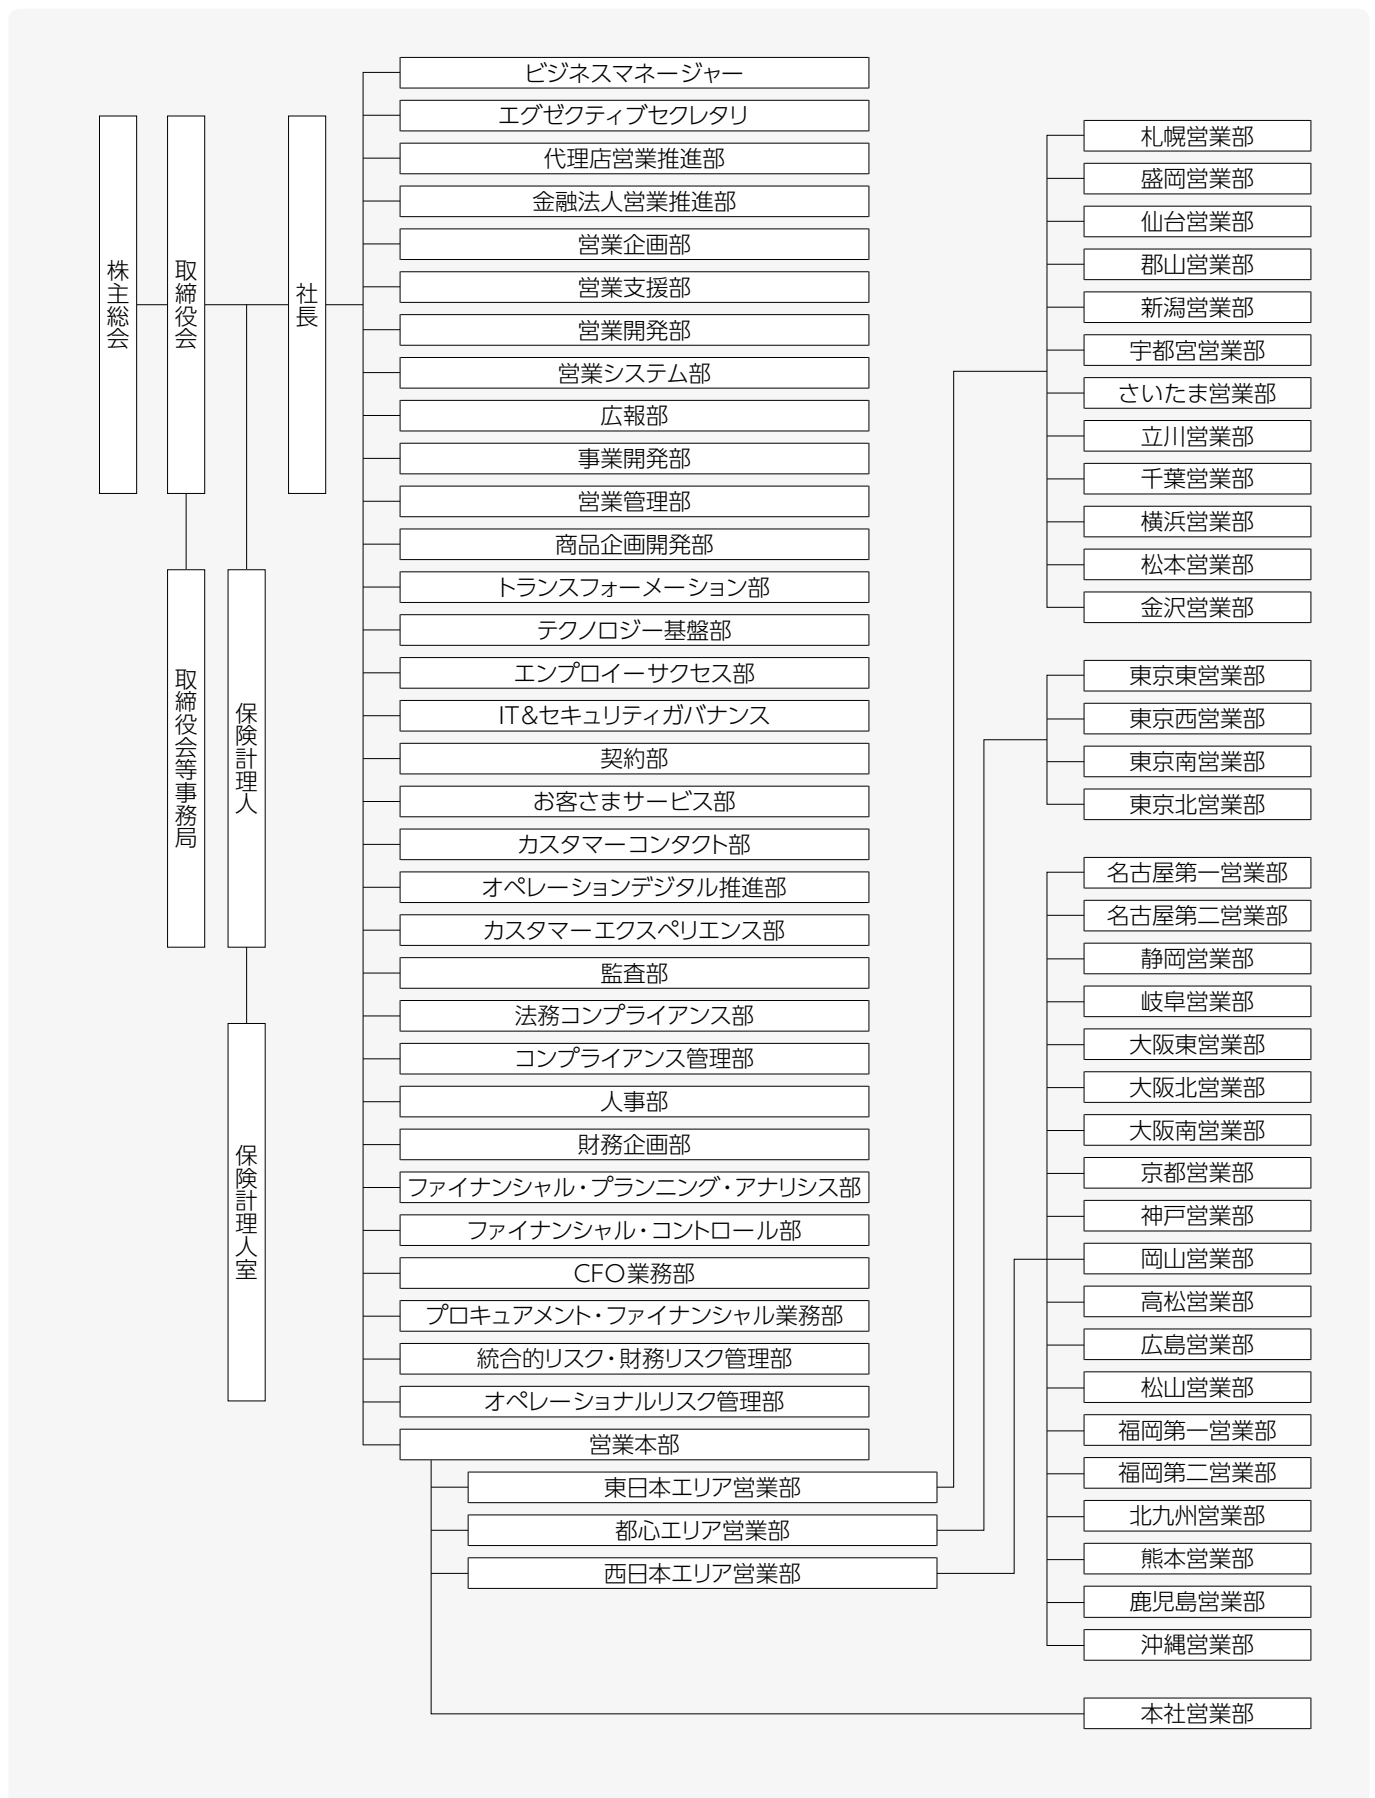 株主総会
取締役会
社長
取締役会等事務局
保険計理人
保険計理人室
ビジネスマネージャー
エグゼクティブセクレタリ
代理店営業推進部
金融法人営業推進部
営業企画部
営業支援部
営業開発部
営業システム部
広報部
事業開発部
営業管理部
商品企画開発部
トランスフォーメーション部
テクノロジー基盤部
エンプロイーサクセス部
IT&セキュリティガバナンス
契約部
お客さまサービス部
カスタマーコンタクト部
オペレーションデジタル推進部
カスタマーエクスペリエンス部
監査部
法務コンプライアンス部
コンプライアンス管理部
人事部
財務企画部
ファイナンシャル・プランニング・アナリシス部
ファイナンシャル・コントロール部
CFO業務部
プロキュアメント・ファイナンシャル業務部
統合的リスク・財務リスク管理部
オペレーショナルリスク管理部
営業本部
東日本エリア営業部
都心エリア営業部
西日本エリア営業部
札幌営業部
盛岡営業部
仙台営業部
郡山営業部
新潟営業部
宇都宮営業部
さいたま営業部
立川営業部
千葉営業部
横浜営業部
松本営業部
金沢営業部
東京東営業部
東京西営業部
東京南営業部
東京北営業部
名古屋第一営業部
名古屋第二営業部
静岡営業部
岐阜営業部
大阪東営業部
大阪北営業部
大阪南営業部
京都営業部
神戸営業部
岡山営業部
高松営業部
広島営業部
松山営業部
福岡第一営業部
福岡第二営業部
北九州営業部
熊本営業部
鹿児島営業部
沖縄営業部
本社営業部